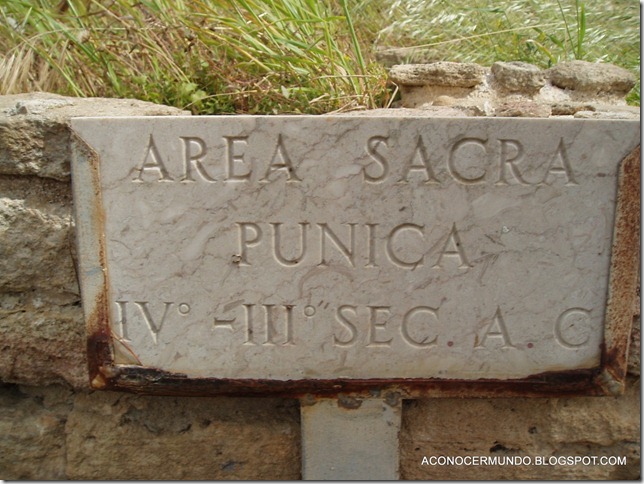 AREA SACRA
PUNICA
IV° - III° SEC. A. C
ACONOCERMUNDO.BLOGSPOT.COM